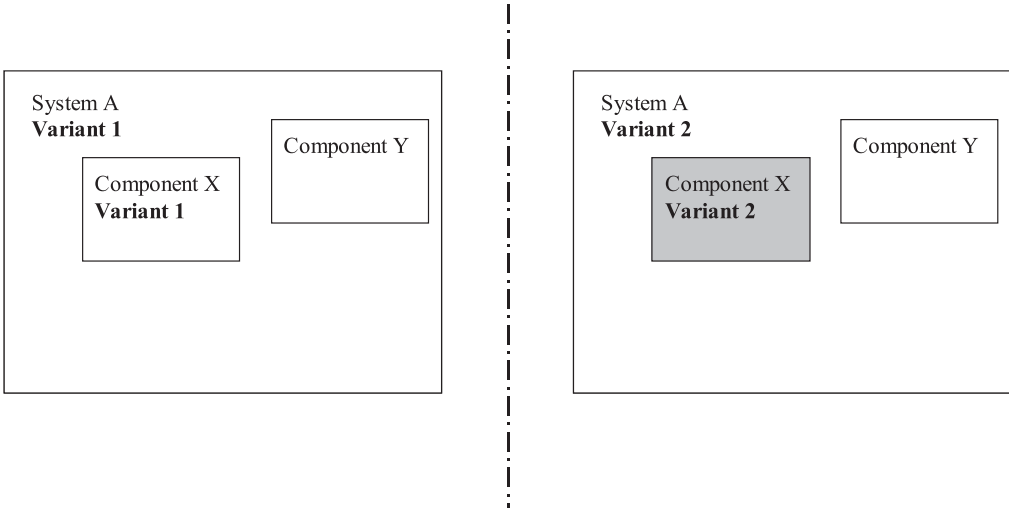 System A
Variant 1
Component Y
Component X
Variant 1
System A
Variant 2
Component Y
Component X
Variant 2